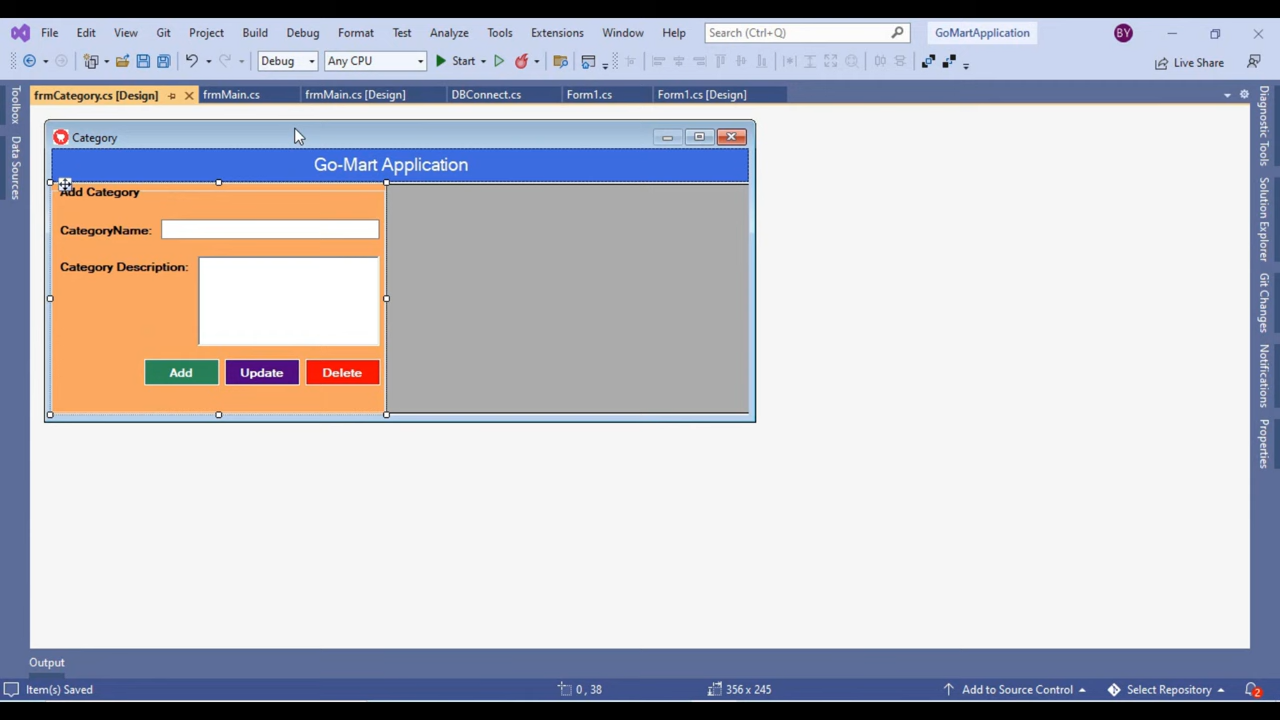 File Edit View Git Project Build Debug Format Test Analyze Tools Extensions Window Help Search (Ctrl+Q) GoMartApplication BY
Debug Any CPU Start Live Share
frmCategory.cs [Design] frmMain.cs frmMain.cs [Design] DBConnect.cs Form1.cs Form1.cs [Design]
Toolbox
Data Sources
Category
Go-Mart Application
Add Category
CategoryName:
Category Description:
Add Update Delete
Diagnostic Tools
Solution Explorer
Git Changes
Notifications
Properties
Output
Item(s) Saved 0 , 38 356 x 245 Add to Source Control Select Repository 2